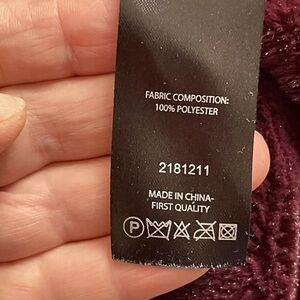 FABRIC COMPOSITION:
100% POLYESTER
2181211
MADE IN CHINA-
FIRST QUALITY
P